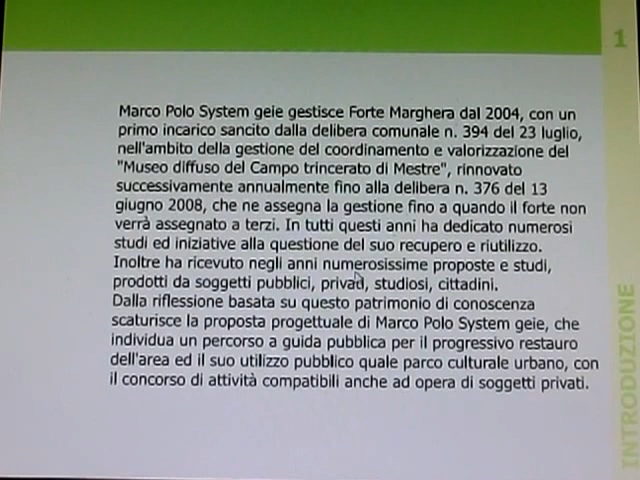 1
Marco Polo System geie gestisce Forte Marghera dal 2004, con un
primo incarico sancito dalla delibera comunale n. 394 del 23 luglio,
nell'ambito della gestione del coordinamento e valorizzazione del
"Museo diffuso del Campo trincerato di Mestre", rinnovato
successivamente annualmente fino alla delibera n. 376 del 13
giugno 2008, che ne assegna la gestione fino a quando il forte non
verrà assegnato a terzi. In tutti questi anni ha dedicato numerosi
studi ed iniziative alla questione del suo recupero e riutilizzo.
Inoltre ha ricevuto negli anni numerosissime proposte e studi,
prodotti da soggetti pubblici, privati, studiosi, cittadini.
Dalla riflessione basata su questo patrimonio di conoscenza
scaturisce la proposta progettuale di Marco Polo System geie, che
individua un percorso a guida pubblica per il progressivo restauro
dell'area ed il suo utilizzo pubblico quale parco culturale urbano, con
il concorso di attività compatibili anche ad opera di soggetti privati.
INTRODUZIONE